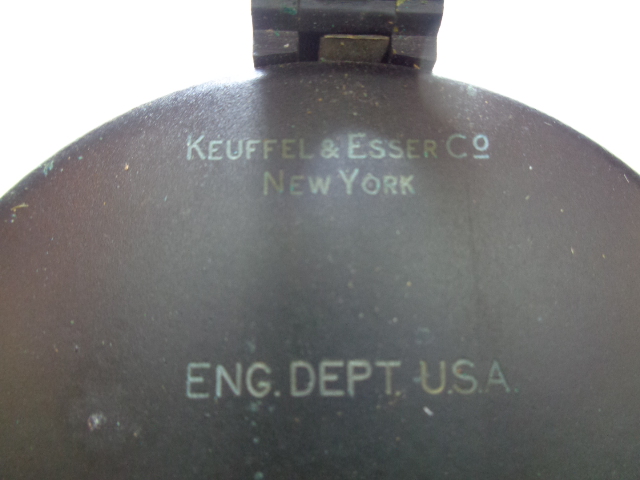 KEUFFEL & ESSER Cº
NEW YORK
ENG. DEPT. U.S.A.